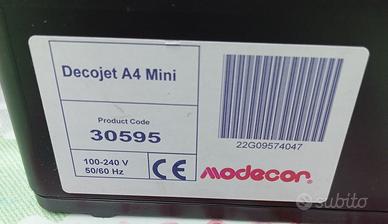 Decojet A4 Mini
Product Code
30595
100-240 V
50/60 Hz
CE
modecor
22G09574047
subito